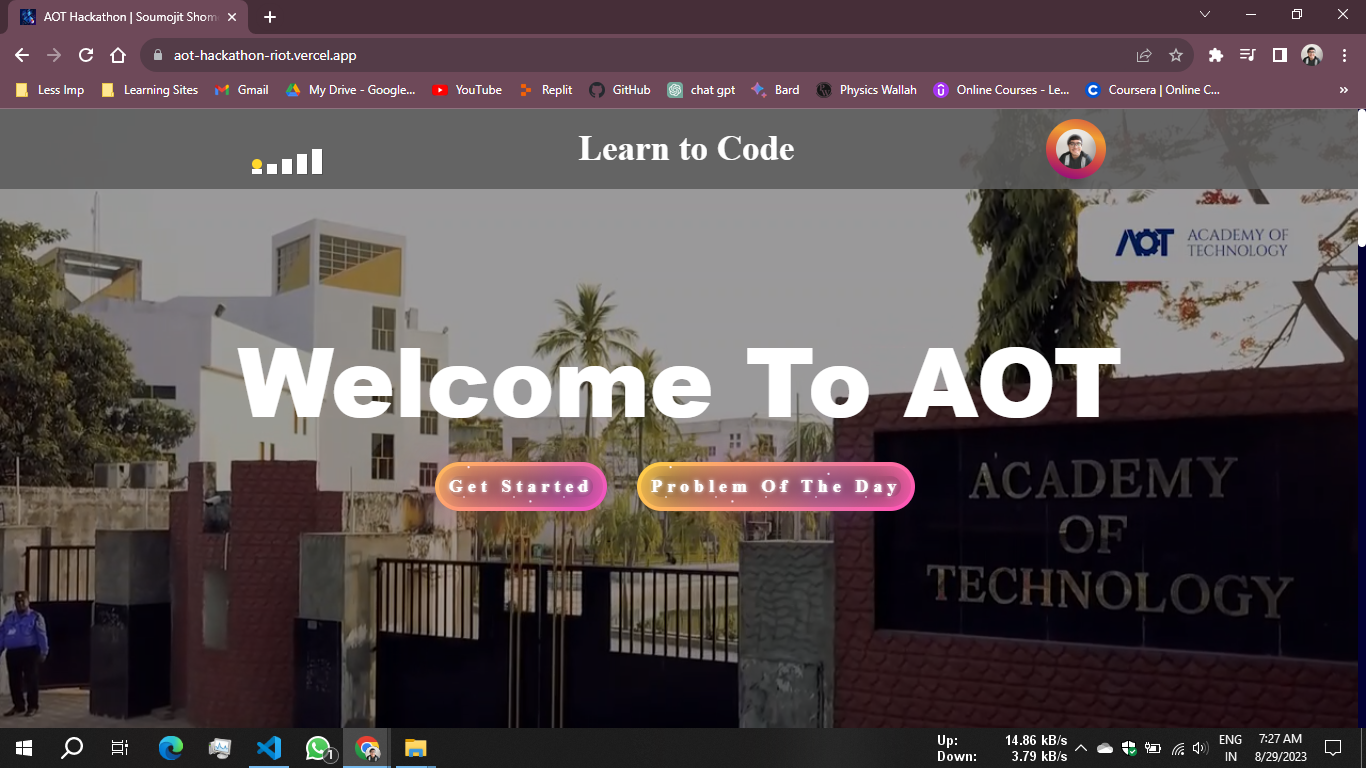 AOT Hackathon | Soumojit Shom
aot-hackathon-riot.vercel.app
Less Imp
Learning Sites
Gmail
My Drive - Google...
YouTube
Replit
GitHub
chat gpt
Bard
Physics Wallah
Online Courses - Le...
Coursera | Online C...
»
Learn to Code
AOT
ACADEMY OF
TECHNOLOGY
Welcome To AOT
Get Started
Problem Of The Day
ACADEMY
OF
TECHNOLOGY
1
Up: 14.86 kB/s
Down: 3.79 kB/s
ENG
IN
7:27 AM
8/29/2023